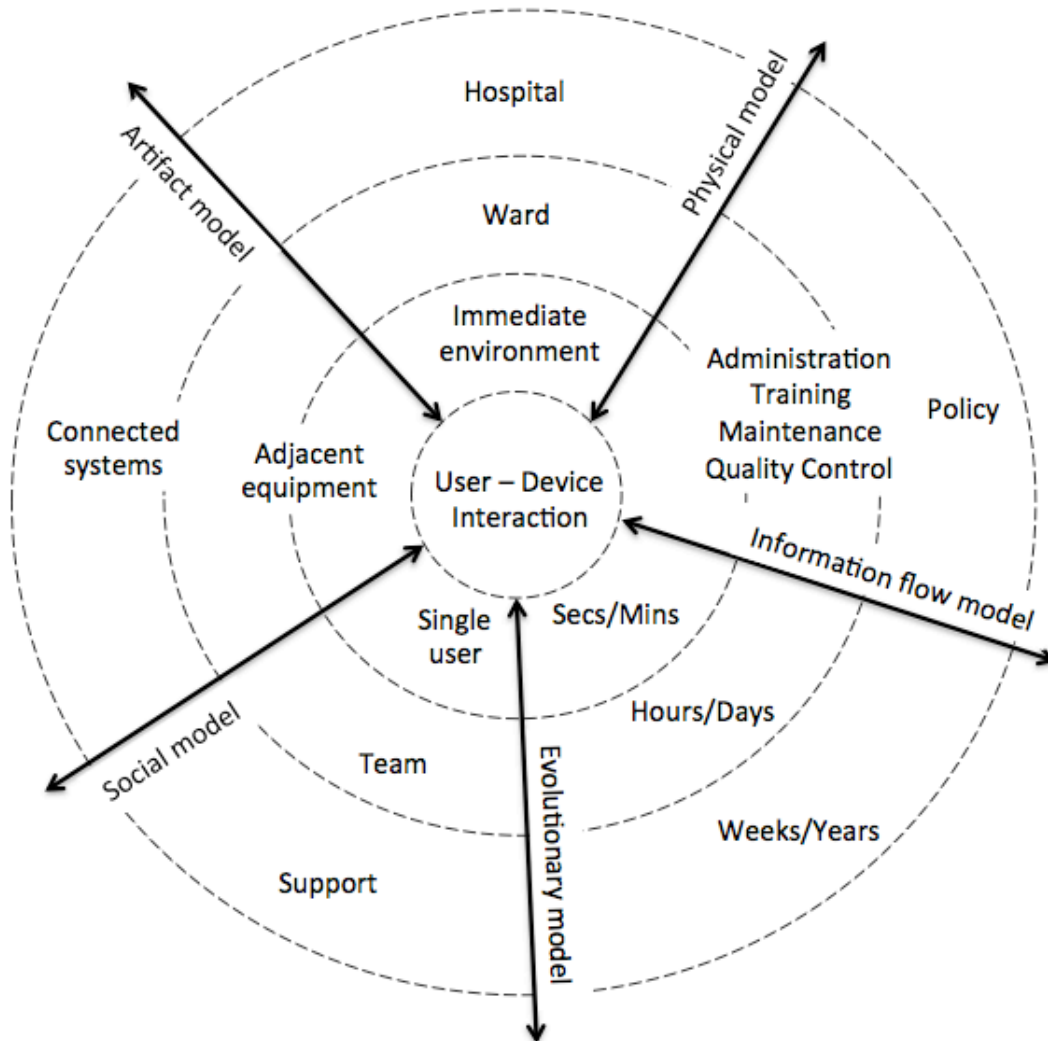 Hospital
Physical model
Artifact model
Ward
Immediate
environment
Administration
Training
Maintenance
Quality Control
Policy
Connected
systems
Adjacent
equipment
User – Device
Interaction
Information flow model
Single
user
Secs/Mins
Hours/Days
Social model
Team
Evolutionary model
Weeks/Years
Support